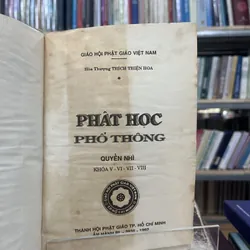 GIÁO HỘI PHẬT GIÁO VIỆT NAM
Hòa Thượng THÍCH THIỆN HOA
PHẬT HỌC
PHỔ THÔNG
QUYỂN NHÌ
(KHÓA V - VI - VII - VIII)
THÀNH HỘI PHẬT GIÁO TP. HỒ CHÍ MINH